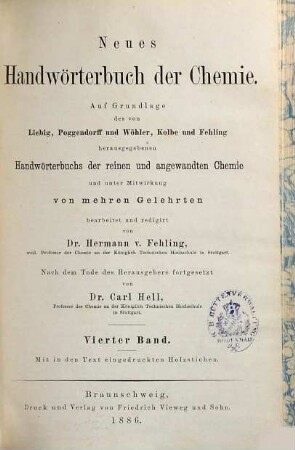 Neues
Handwörterbuch der Chemie.
Auf Grundlage
des von
Liebig, Poggendorff und Wöhler, Kolbe und Fehling
herausgegebenen
Handwörterbuchs der reinen und angewandten Chemie
und unter Mitwirkung
von mehren Gelehrten
bearbeitet und redigirt
von
Dr. Hermann v. Fehling,
weil. Professor der Chemie an der Königlich Technischen Hochschule in Stuttgart.
Nach dem Tode des Herausgebers fortgesetzt
von
Dr. Carl Hell,
Professor der Chemie an der Königlich Technischen Hochschule
in Stuttgart.
Vierter Band.
Mit in den Text eingedruckten Holzstichen.
Braunschweig,
Druck und Verlag von Friedrich Vieweg und Sohn.
1886.